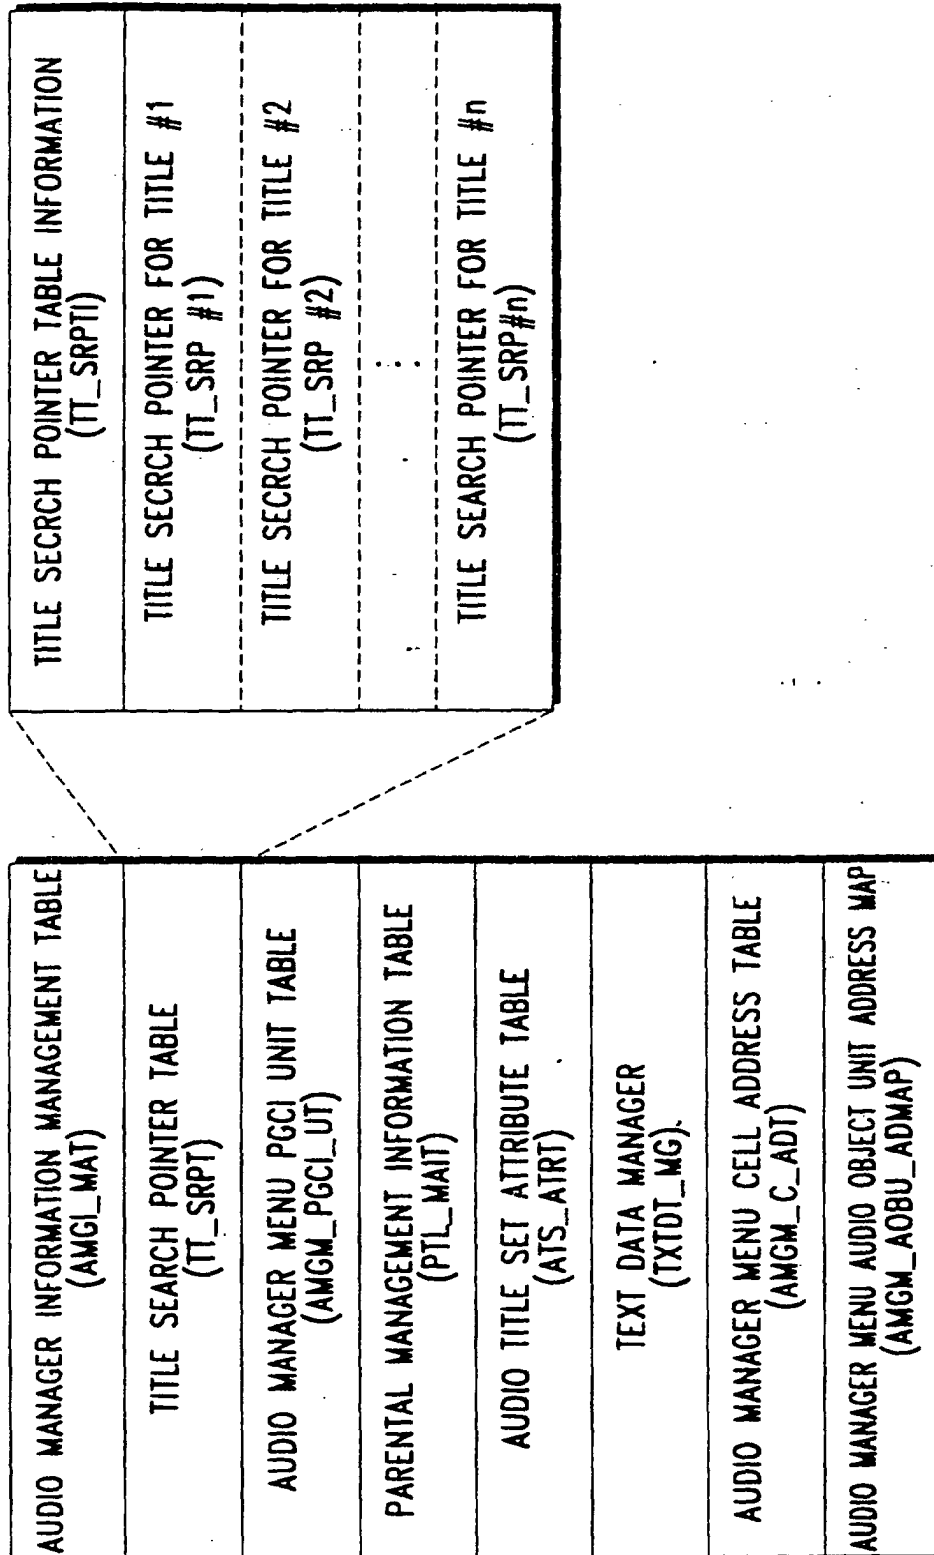 AUDIO MANAGER INFORMATION MANAGEMENT TABLE
(AMGI_MAT)
TITLE SEARCH POINTER TABLE
(TT_SRPT)
AUDIO MANAGER MENU PGCI UNIT TABLE
(AMGM_PGCI_UT)
PARENTAL MANAGEMENT INFORMATION TABLE
(PTL_MAIT)
AUDIO TITLE SET ATTRIBUTE TABLE
(ATS_ATRT)
TEXT DATA MANAGER
(TXTDT_MG)
AUDIO MANAGER MENU CELL ADDRESS TABLE
(AMGM_C_ADT)
AUDIO MANAGER MENU AUDIO OBJECT UNIT ADDRESS MAP
(AMGM_AOBU_ADMAP)
TITLE SECRCH POINTER TABLE INFORMATION
(TT_SRPTI)
TITLE SECRCH POINTER FOR TITLE #1
(TT_SRP #1)
TITLE SECRCH POINTER FOR TITLE #2
(TT_SRP #2)
...
TITLE SEARCH POINTER FOR TITLE #n
(TT_SRP#n)